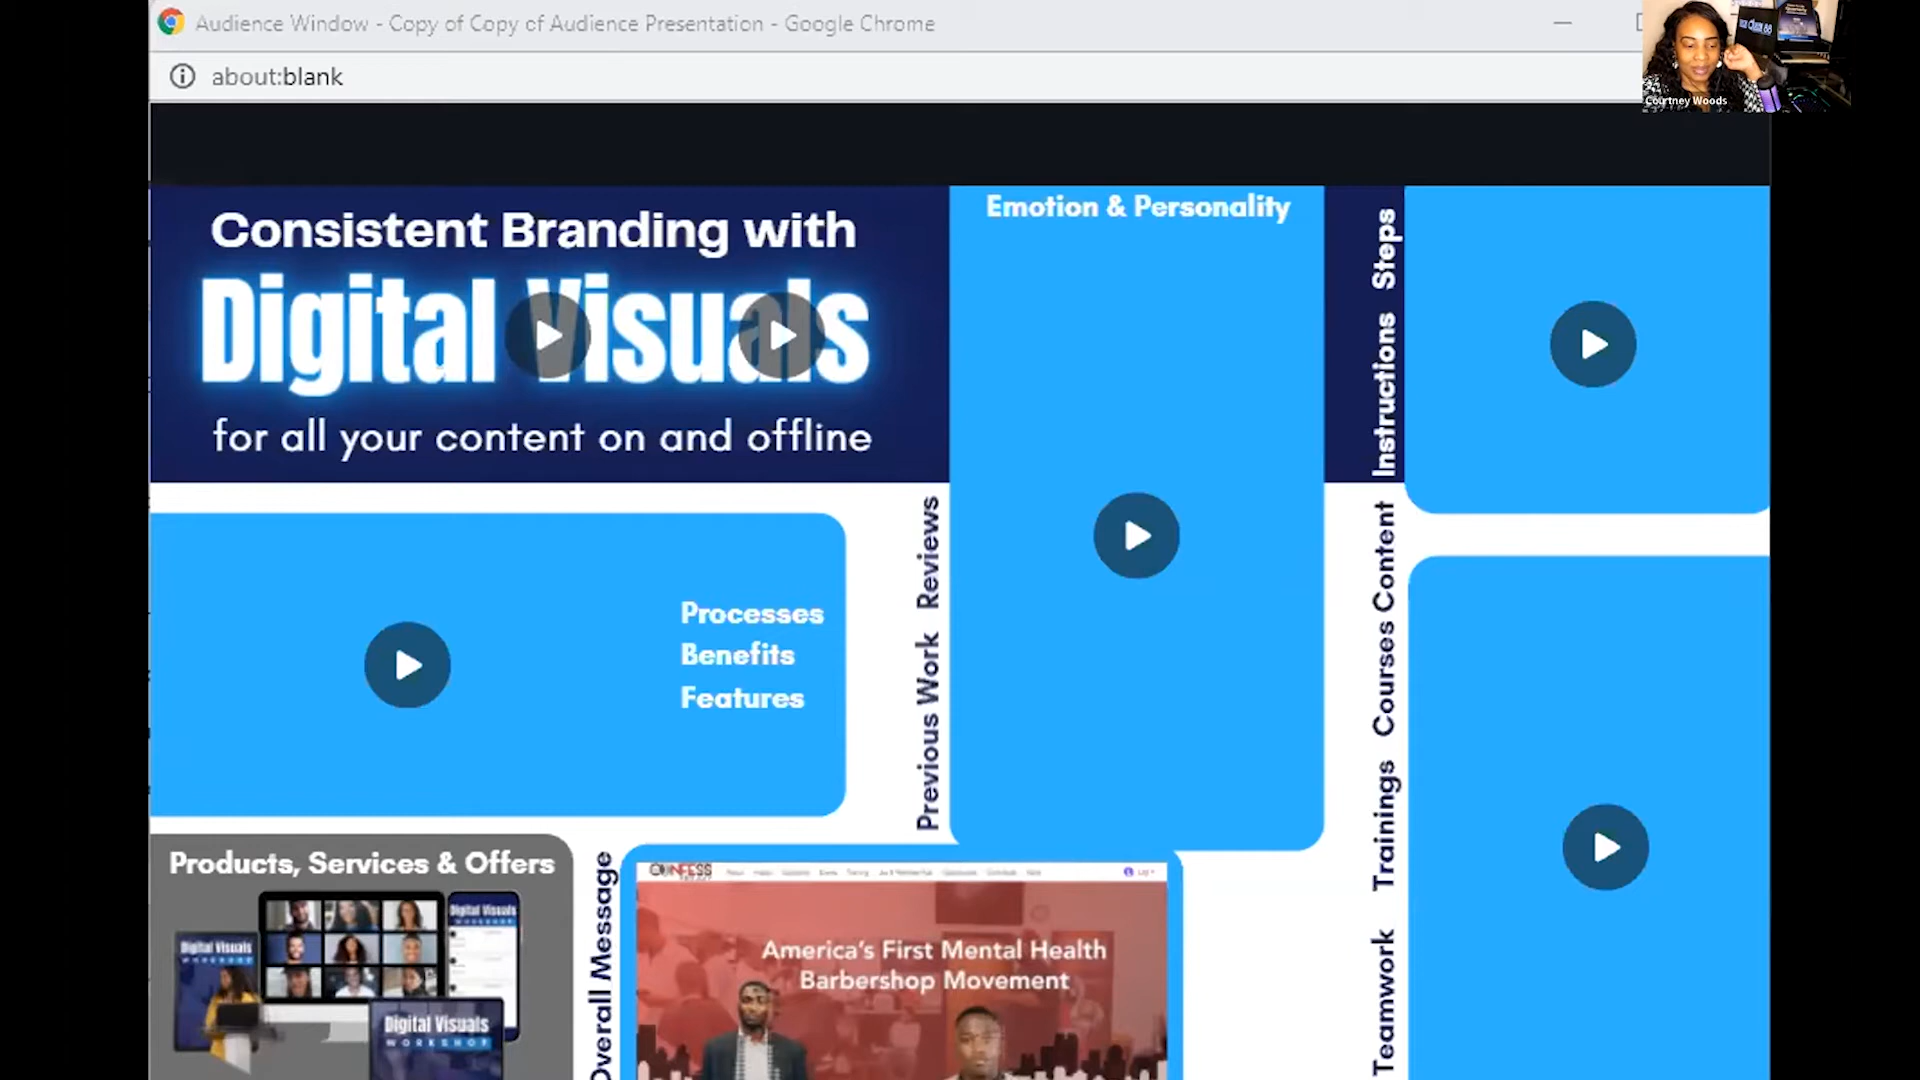 Audience Window - Copy of Copy of Audience Presentation - Google Chrome
about:blank
Courtney Woods
Consistent Branding with
Digital Visuals
for all your content on and offline
Emotion & Personality
Instructions Steps
Processes
Benefits
Features
Previous Work Reviews
Teamwork Trainings Courses Content
Products, Services & Offers
Digital Visuals
Digital Visuals
WORKSHOP
Digital Visuals
WORKSHOP
Overall Message
America's First Mental Health
Barbershop Movement